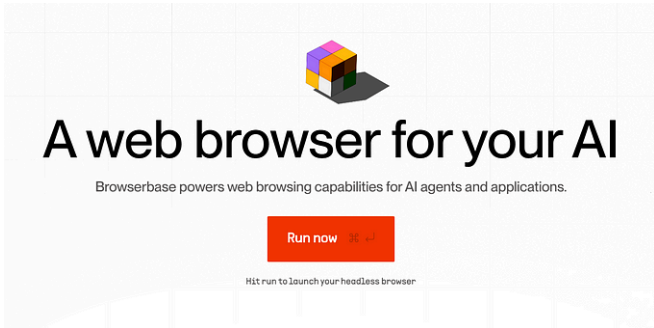 A web browser for your AI
Browserbase powers web browsing capabilities for AI agents and applications.
Run now ⌘ ↵
Hit run to launch your headless browser